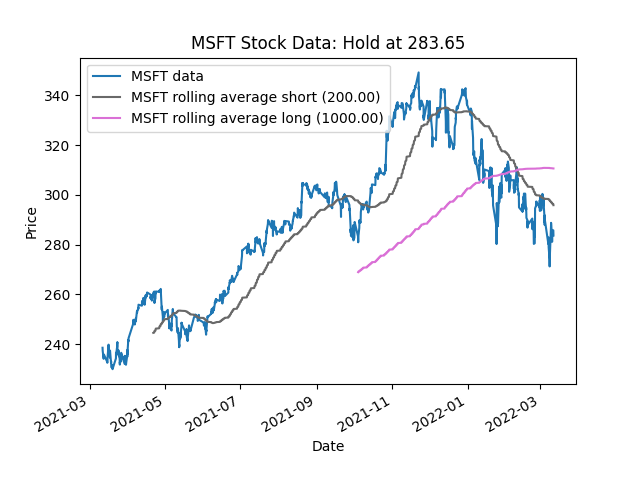 MSFT Stock Data: Hold at 283.65
MSFT data
MSFT rolling average short (200.00)
MSFT rolling average long (1000.00)
Price
340
320
300
280
260
240
2021-03
2021-05
2021-07
2021-09
2021-11
2022-01
2022-03
Date